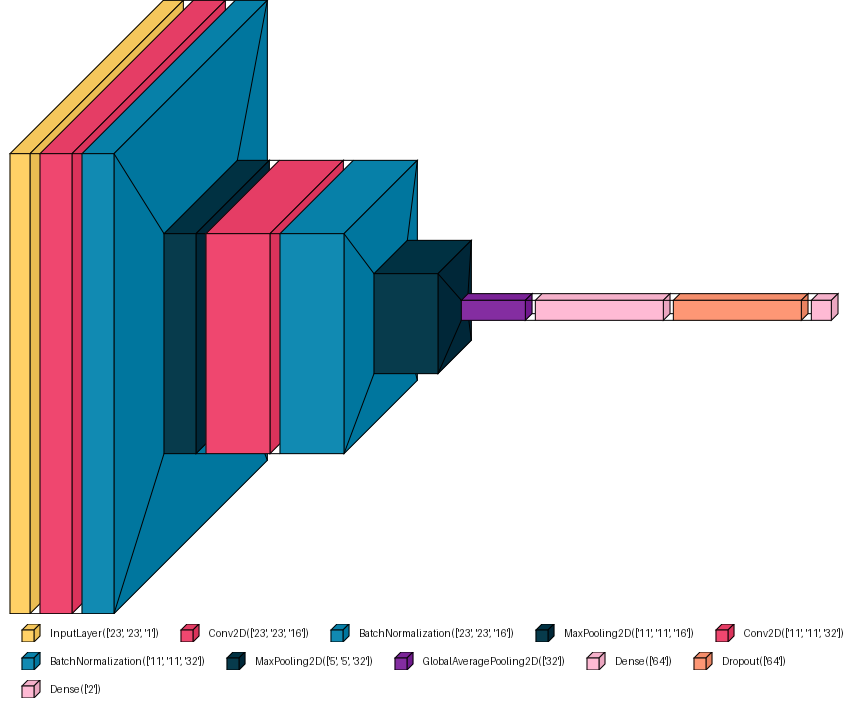 InputLayer(['23', '23', '1']) Conv2D(['23', '23', '16']) BatchNormalization(['23', '23', '16']) MaxPooling2D(['11', '11', '16']) Conv2D(['11', '11', '32'])
BatchNormalization(['11', '11', '32']) MaxPooling2D(['5', '5', '32']) GlobalAveragePooling2D(['32']) Dense(['64']) Dropout(['64'])
Dense(['2'])